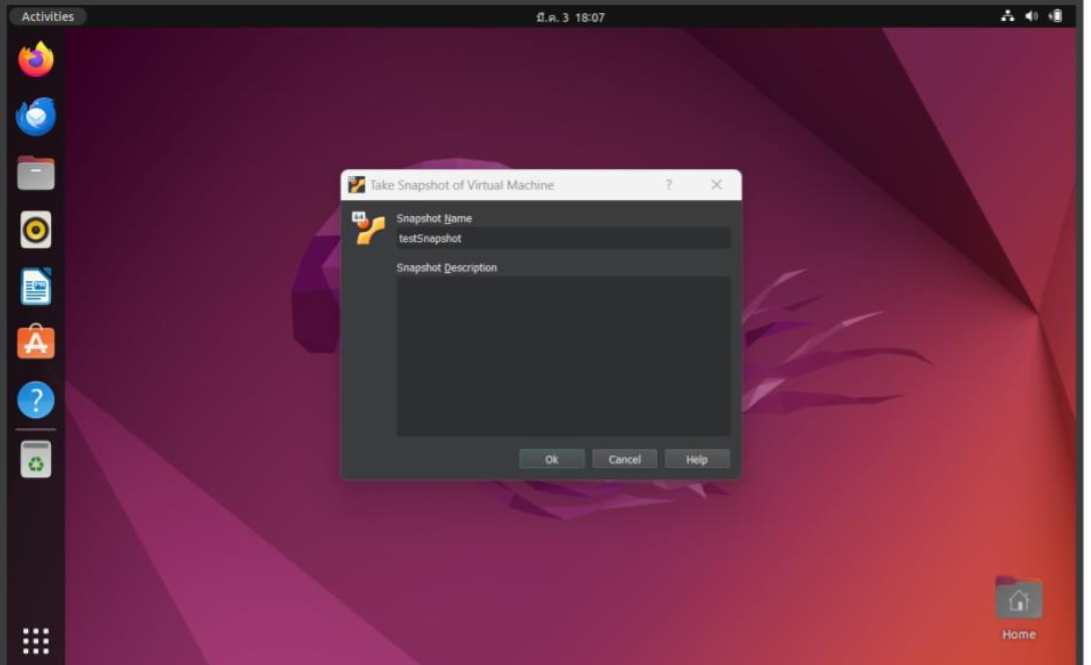 Activities
มี.ค. 3 18:07
Take Snapshot of Virtual Machine
?
64
Snapshot Name
testSnapshot
Snapshot Description
Ok Cancel Help
?
Home